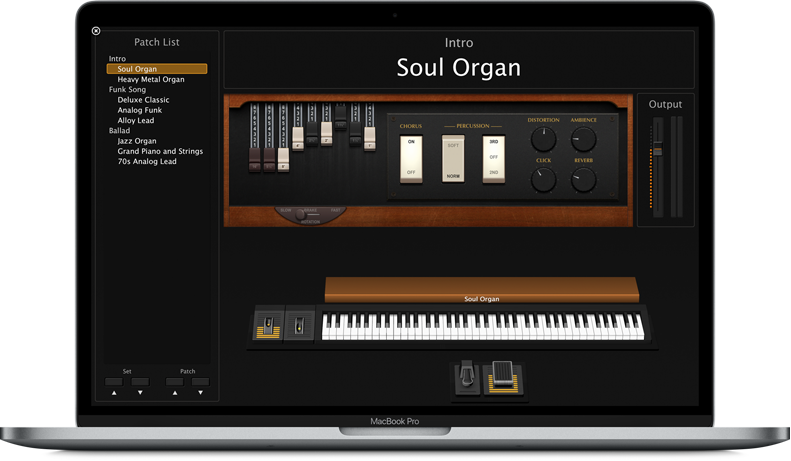 Patch List
Intro
Soul Organ
Heavy Metal Organ
Funk Song
Deluxe Classic
Analog Funk
Alloy Lead
Ballad
Jazz Organ
Grand Piano and Strings
70s Analog Lead
Set
Patch
Intro
Soul Organ
CHORUS
ON
OFF
PERCUSSION
SOFT
NORM
3RD
OFF
2ND
DISTORTION
AMBIENCE
CLICK
REVERB
SLOW
BRAKE
FAST
ROTATION
Output
Soul Organ
MacBook Pro